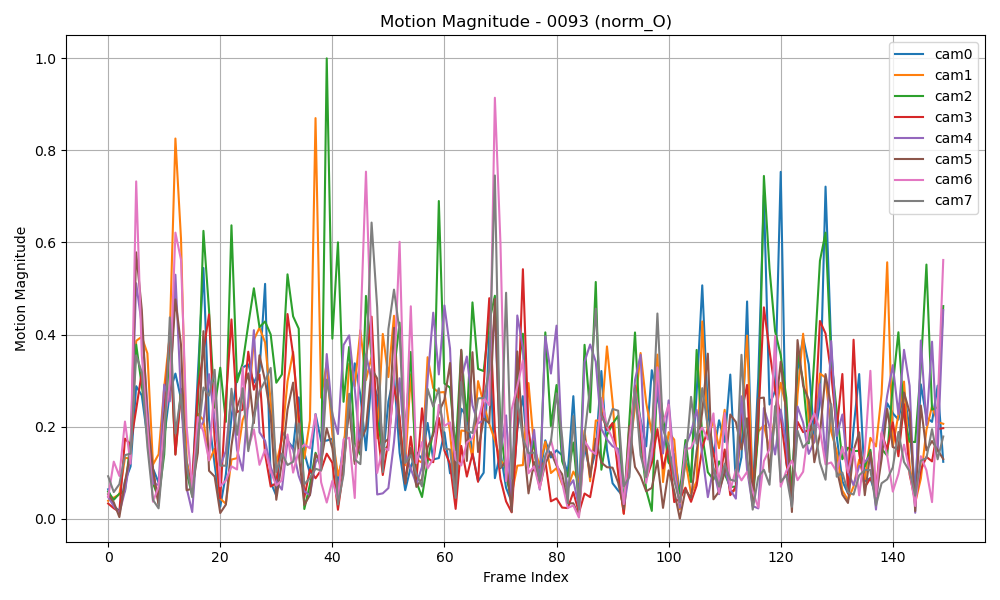 Motion Magnitude - 0093 (norm_O)
1.0
0.8
0.6
0.4
0.2
0.0
Motion Magnitude
0 20 40 60 80 100 120 140
Frame Index
cam0
cam1
cam2
cam3
cam4
cam5
cam6
cam7